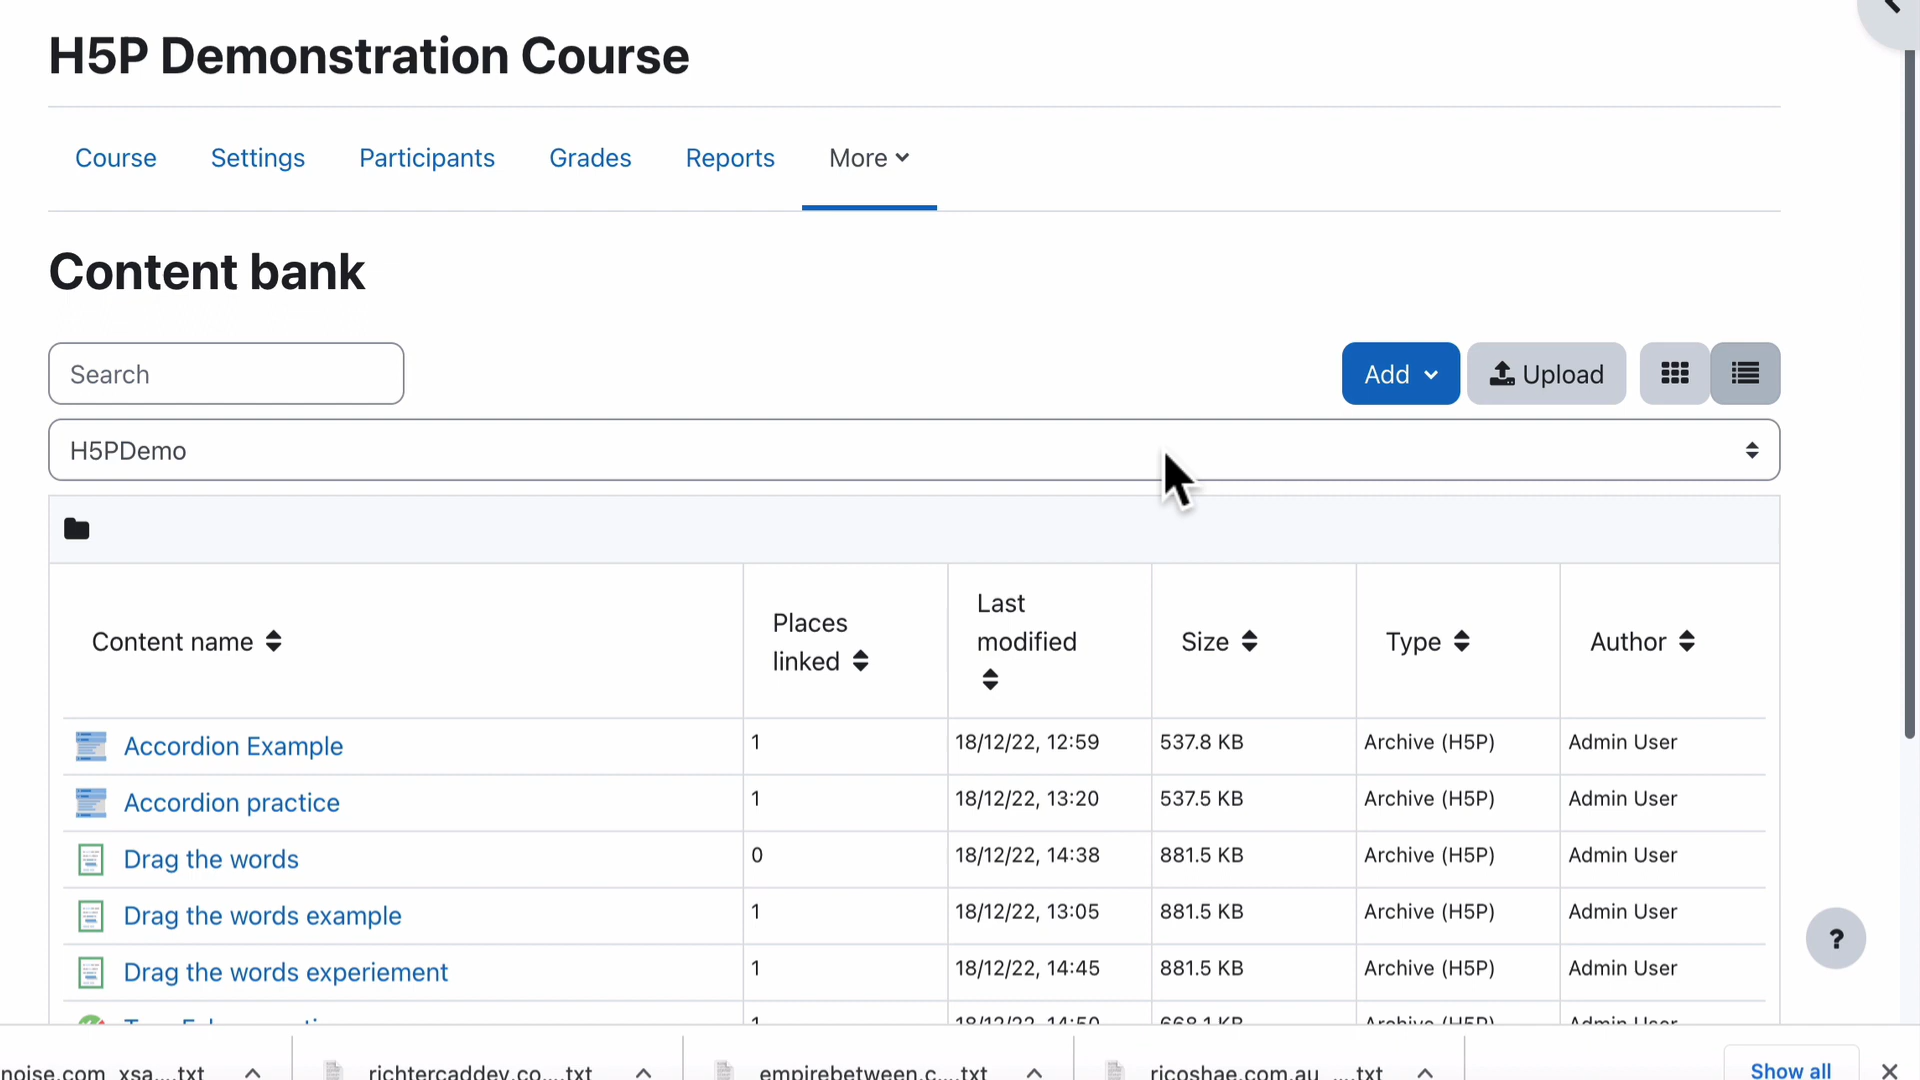 H5P Demonstration Course
Course Settings Participants Grades Reports More
Content bank
Search Add Upload
H5PDemo
Content name Places linked Last modified Size Type Author
Accordion Example 1 18/12/22, 12:59 537.8 KB Archive (H5P) Admin User
Accordion practice 1 18/12/22, 13:20 537.5 KB Archive (H5P) Admin User
Drag the words 0 18/12/22, 14:38 881.5 KB Archive (H5P) Admin User
Drag the words example 1 18/12/22, 13:05 881.5 KB Archive (H5P) Admin User
Drag the words experiement 1 18/12/22, 14:45 881.5 KB Archive (H5P) Admin User
1 18/12/22, 14:50 668.1 KB Archive (H5P) Admin User
?
noise.com_xsa....txt richtercaddev.co....txt empirebetween.c....txt ricoshae.com.au_....txt Show all